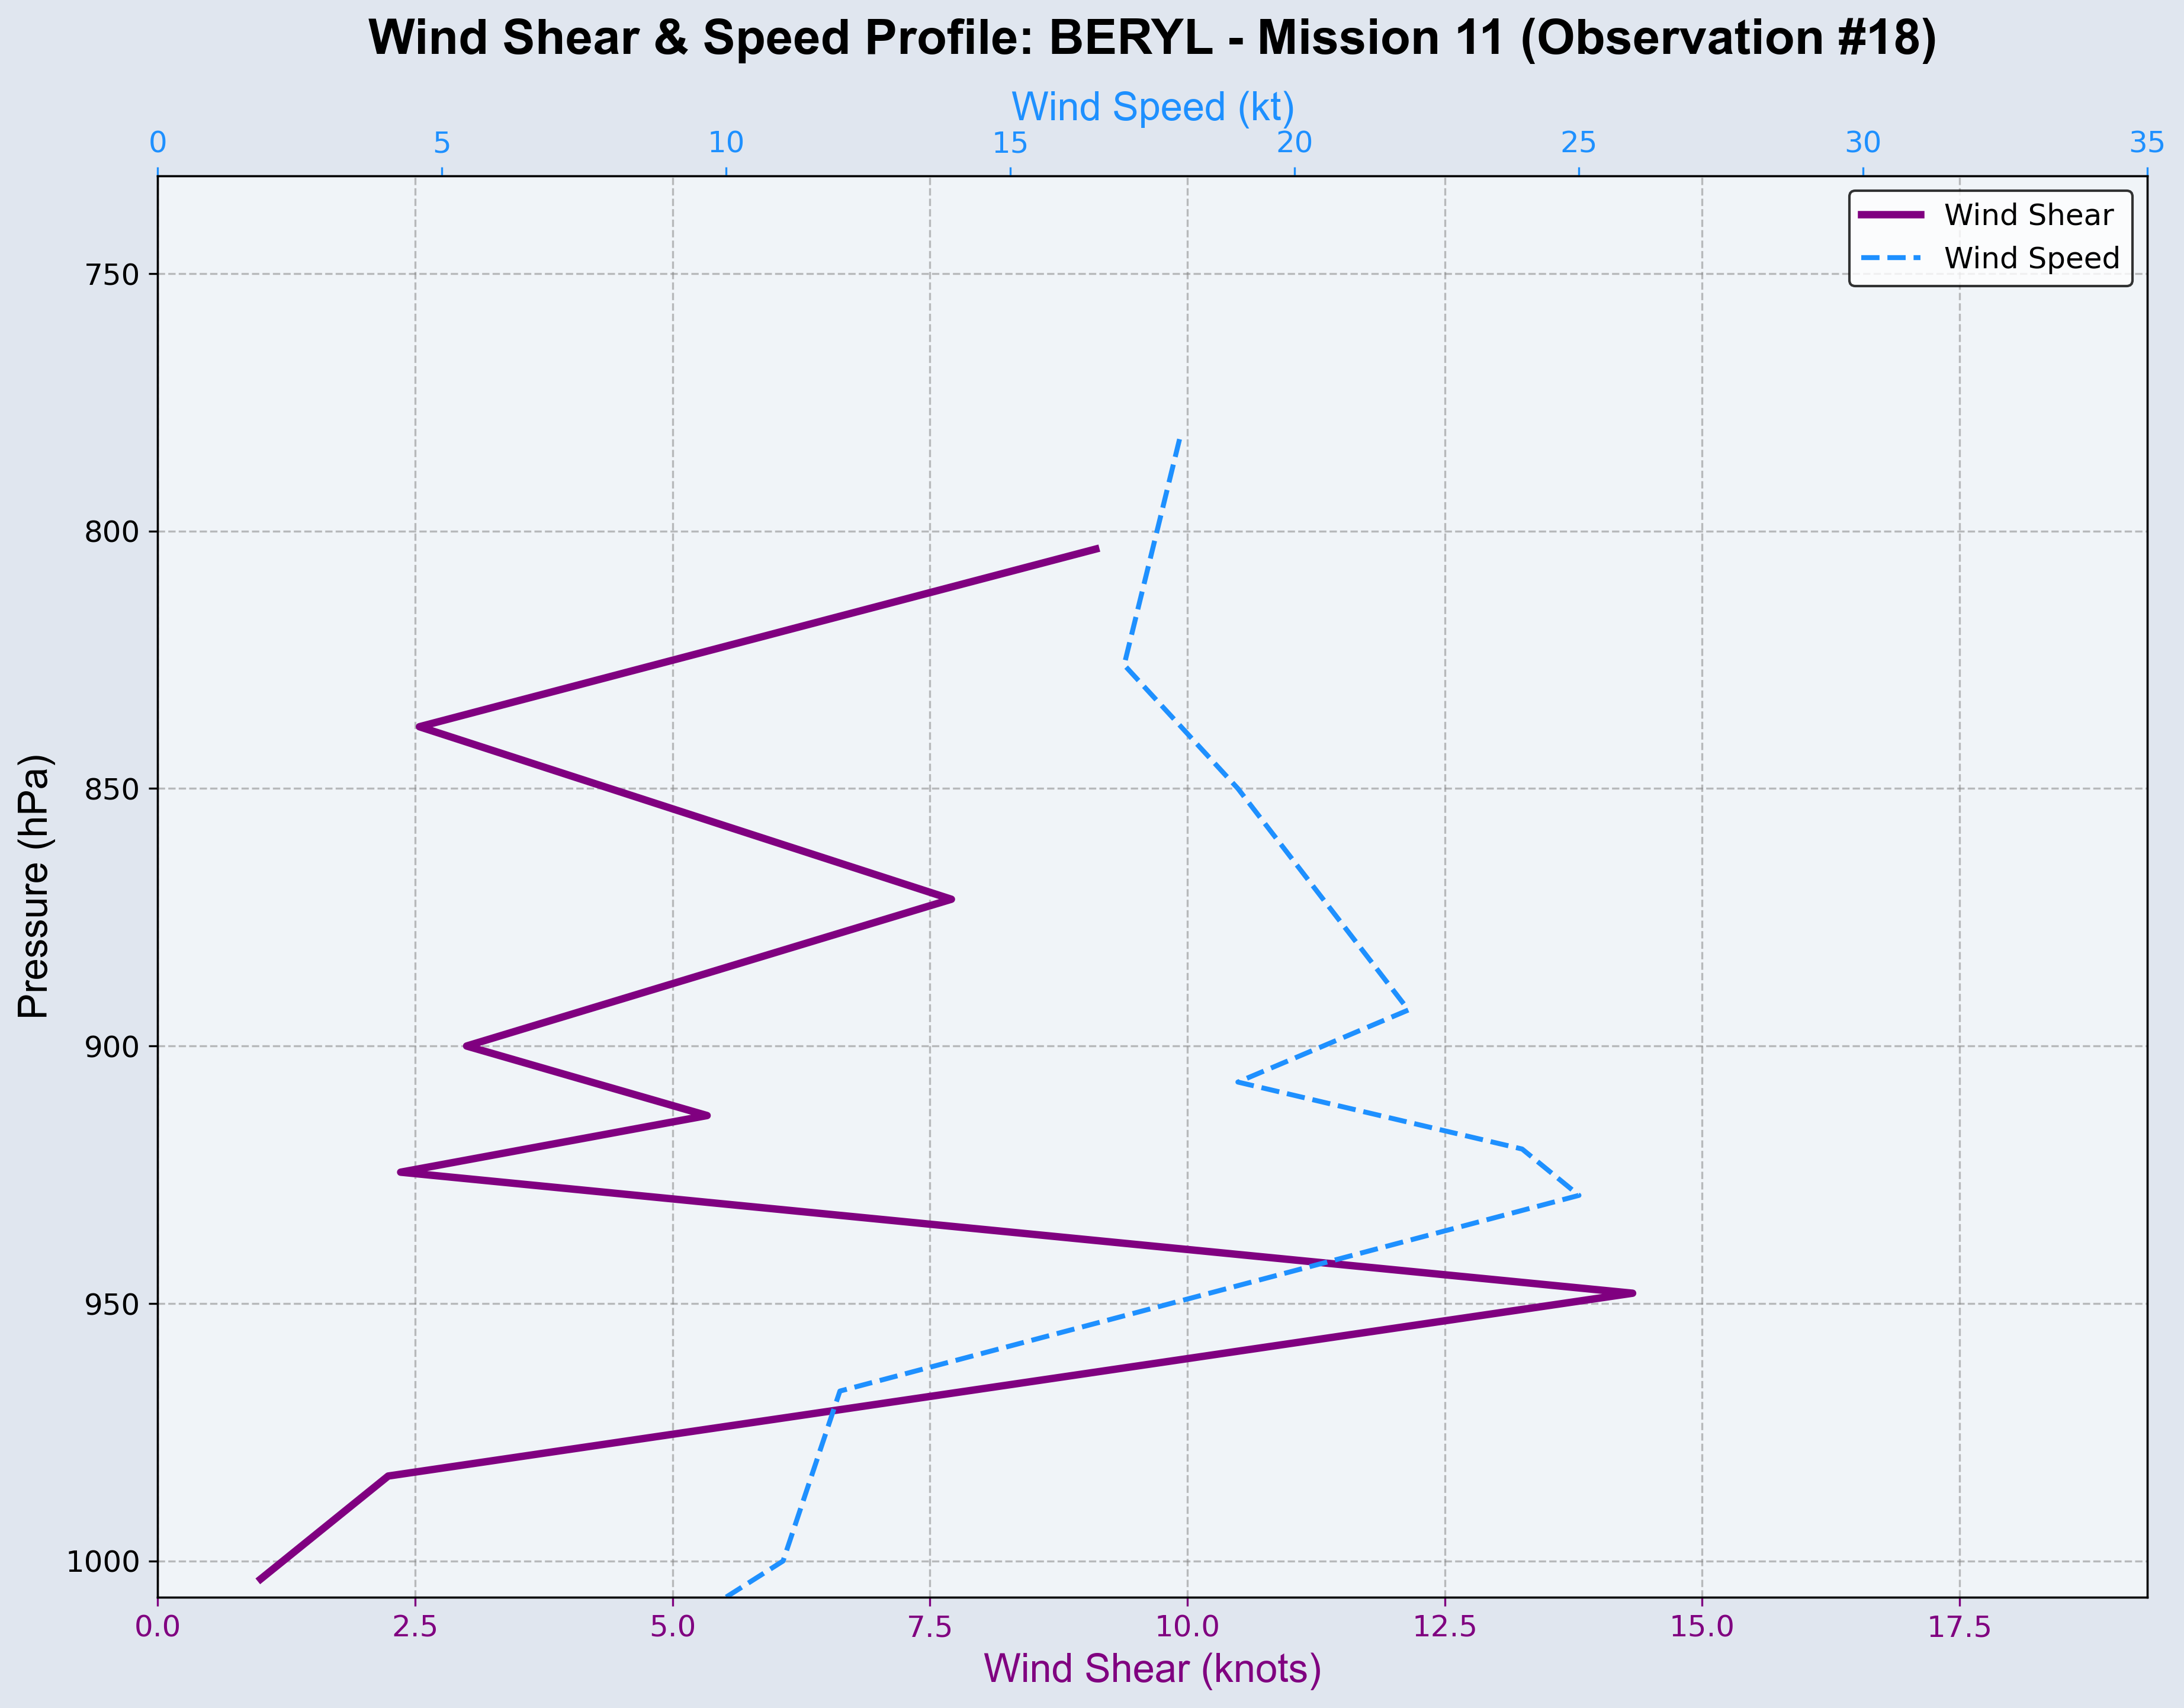 Wind Shear & Speed Profile: BERYL - Mission 11 (Observation #18)
Wind Speed (kt)
0 5 10 15 20 25 30 35
Wind Shear
Wind Speed
Pressure (hPa)
750
800
850
900
950
1000
0.0 2.5 5.0 7.5 10.0 12.5 15.0 17.5
Wind Shear (knots)